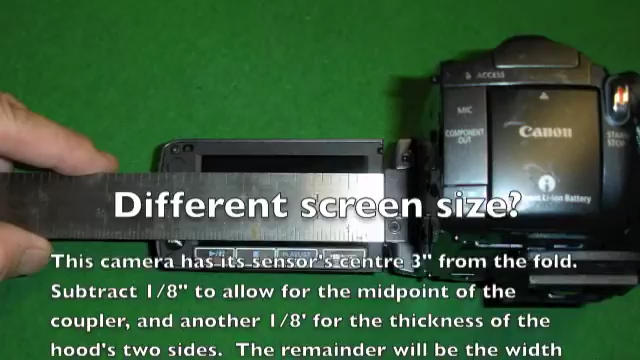 ACCESS
MIC
COMPONENT
OUT
Canon
START
STOP
Li-ion Battery
Different screen size?
PLAYLIST
This camera has its sensor's centre 3" from the fold.
Subtract 1/8" to allow for the midpoint of the
coupler, and another 1/8' for the thickness of the
hood's two sides.  The remainder will be the width